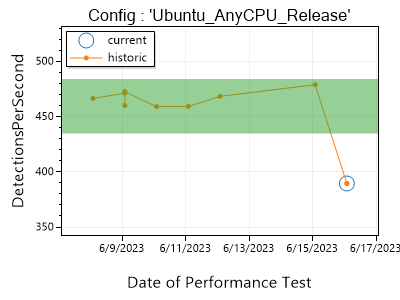 Config : 'Ubuntu_AnyCPU_Release'
current
historic
DetectionsPerSecond
500
450
400
350
6/9/2023
6/11/2023
6/13/2023
6/15/2023
6/17/2023
Date of Performance Test